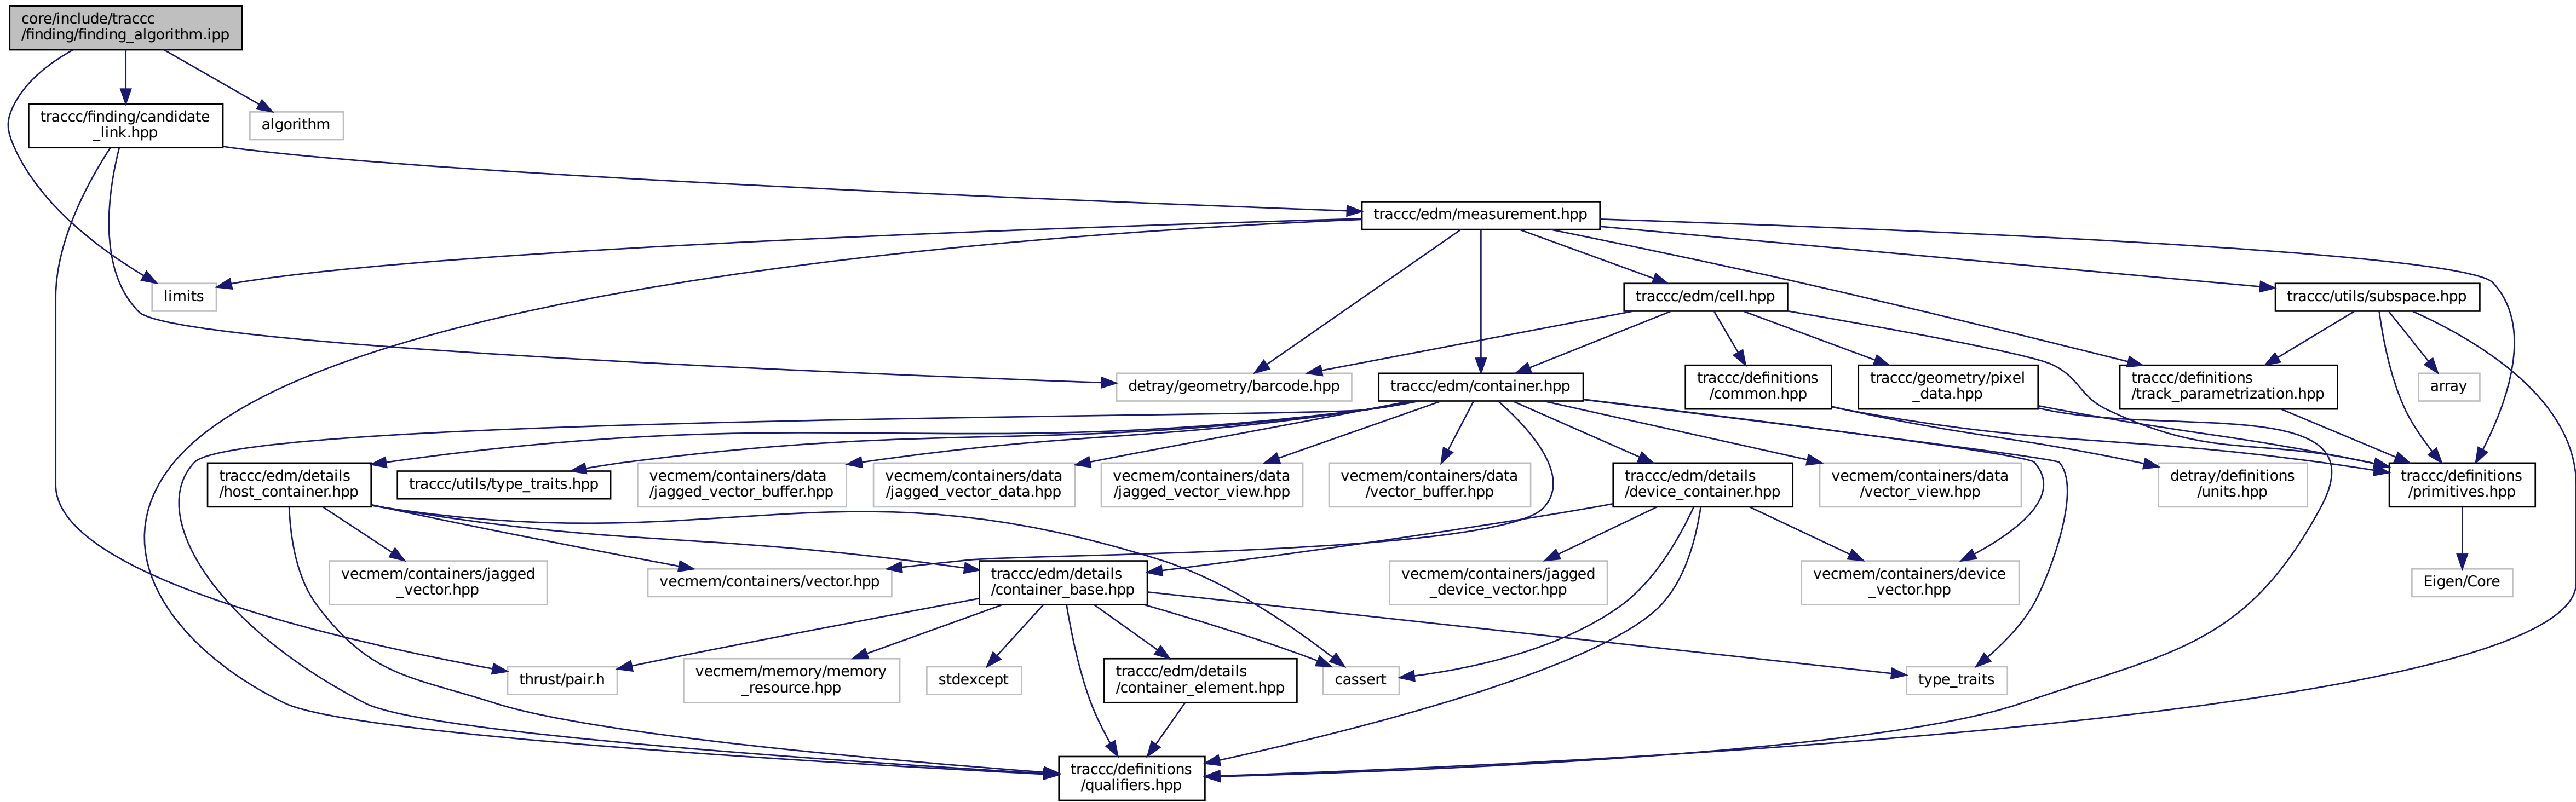 core/include/traccc
/finding/finding_algorithm.ipp
traccc/finding/candidate
_link.hpp
algorithm
traccc/edm/measurement.hpp
limits
traccc/edm/cell.hpp
traccc/utils/subspace.hpp
detray/geometry/barcode.hpp
traccc/edm/container.hpp
traccc/definitions
/common.hpp
traccc/geometry/pixel
_data.hpp
traccc/definitions
/track_parametrization.hpp
array
traccc/edm/details
/host_container.hpp
traccc/utils/type_traits.hpp
vecmem/containers/data
/jagged_vector_buffer.hpp
vecmem/containers/data
/jagged_vector_data.hpp
vecmem/containers/data
/jagged_vector_view.hpp
vecmem/containers/data
/vector_buffer.hpp
traccc/edm/details
/device_container.hpp
vecmem/containers/data
/vector_view.hpp
detray/definitions
/units.hpp
traccc/definitions
/primitives.hpp
vecmem/containers/jagged
_vector.hpp
vecmem/containers/vector.hpp
traccc/edm/details
/container_base.hpp
vecmem/containers/jagged
_device_vector.hpp
vecmem/containers/device
_vector.hpp
Eigen/Core
thrust/pair.h
vecmem/memory/memory
_resource.hpp
stdexcept
traccc/edm/details
/container_element.hpp
cassert
type_traits
traccc/definitions
/qualifiers.hpp